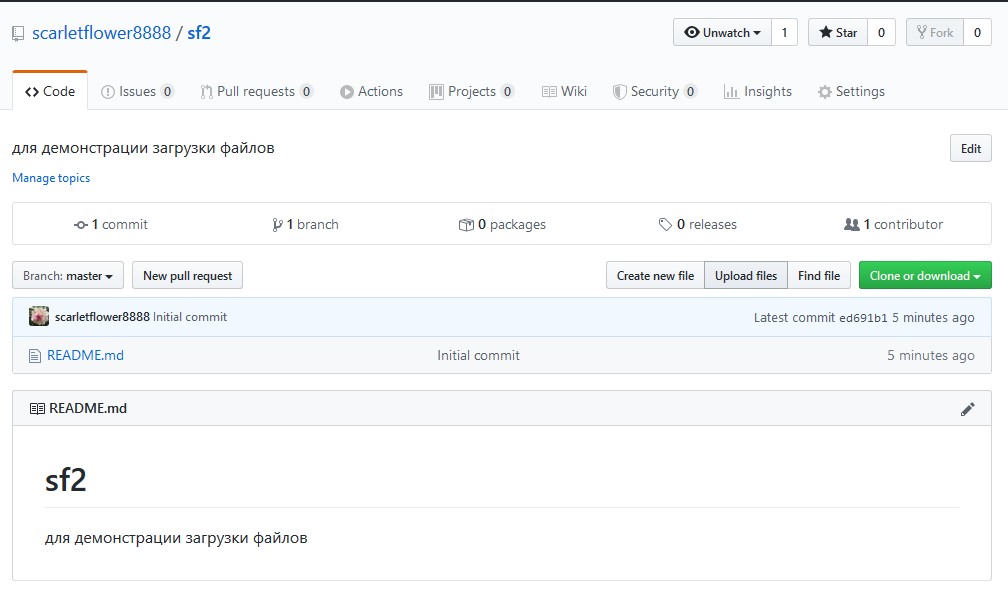 scarletflower8888 / sf2 Unwatch 1 Star 0 Fork 0
Code Issues 0 Pull requests 0 Actions Projects 0 Wiki Security 0 Insights Settings
для демонстрации загрузки файлов Edit
Manage topics
1 commit 1 branch 0 packages 0 releases 1 contributor
Branch: master New pull request Create new file Upload files Find file Clone or download
scarletflower8888 Initial commit Latest commit ed691b1 5 minutes ago
README.md Initial commit 5 minutes ago
README.md
sf2
для демонстрации загрузки файлов